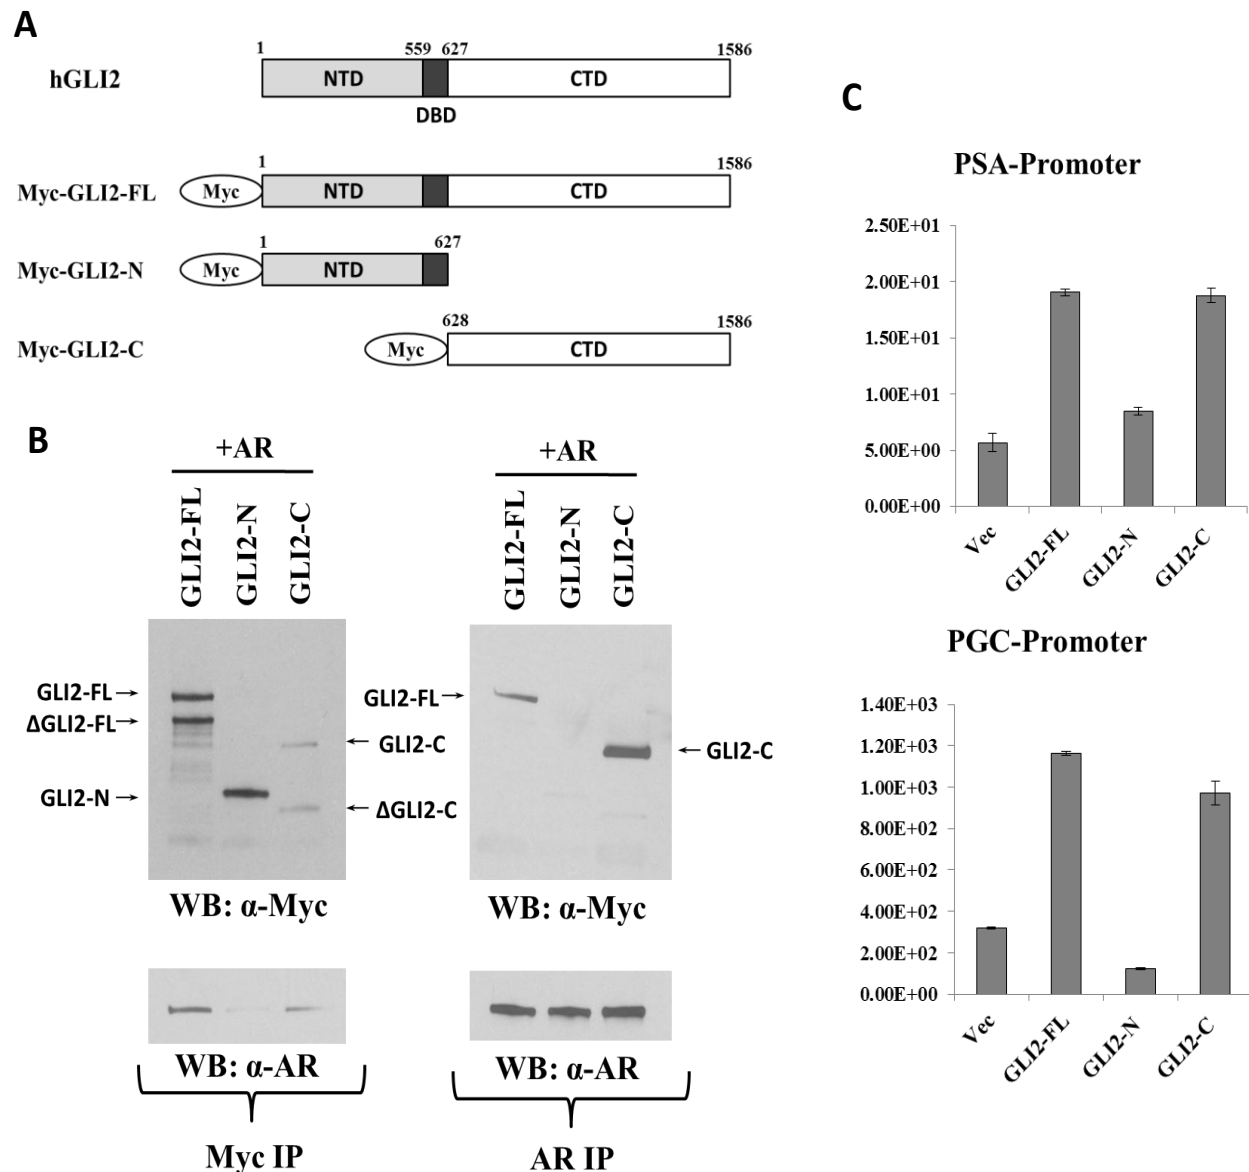 A
1 559 627 1586
hGLI2 NTD CTD
DBD
1 1586
Myc-GLI2-FL Myc NTD CTD
1 627
Myc-GLI2-N Myc NTD
628 1586
Myc-GLI2-C Myc CTD
B
+AR
GLI2-FL
GLI2-N
GLI2-C
GLI2-FL
ΔGLI2-FL
GLI2-N
GLI2-C
ΔGLI2-C
WB: α-Myc
WB: α-AR
Myc IP
+AR
GLI2-FL
GLI2-N
GLI2-C
GLI2-FL
GLI2-C
WB: α-Myc
WB: α-AR
AR IP
C
PSA-Promoter
2.50E+01
2.00E+01
1.50E+01
1.00E+01
5.00E+00
0.00E+00
Vec
GLI2-FL
GLI2-N
GLI2-C
PGC-Promoter
1.40E+03
1.20E+03
1.00E+03
8.00E+02
6.00E+02
4.00E+02
2.00E+02
0.00E+00
Vec
GLI2-FL
GLI2-N
GLI2-C